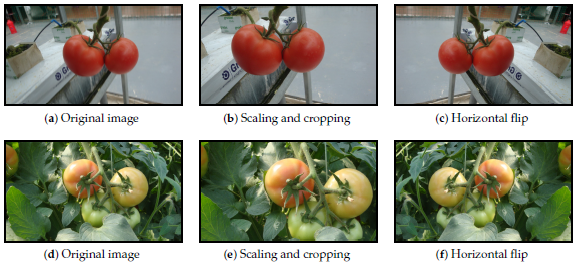 (a) Original image
(b) Scaling and cropping
(c) Horizontal flip
(d) Original image
(e) Scaling and cropping
(f) Horizontal flip